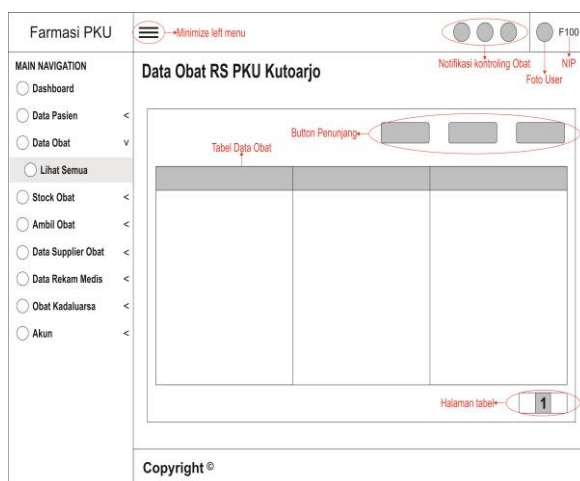 Farmasi PKU
Minimize left menu
F100
Notifikasi kontroling Obat
NIP
Foto User
MAIN NAVIGATION
Dashboard
Data Pasien <
Data Obat v
Lihat Semua
Stock Obat <
Ambil Obat <
Data Supplier Obat <
Data Rekam Medis <
Obat Kadaluarsa <
Akun <
Data Obat RS PKU Kutoarjo
Button Penunjang
Tabel Data Obat
Halaman tabel
1
Copyright ©